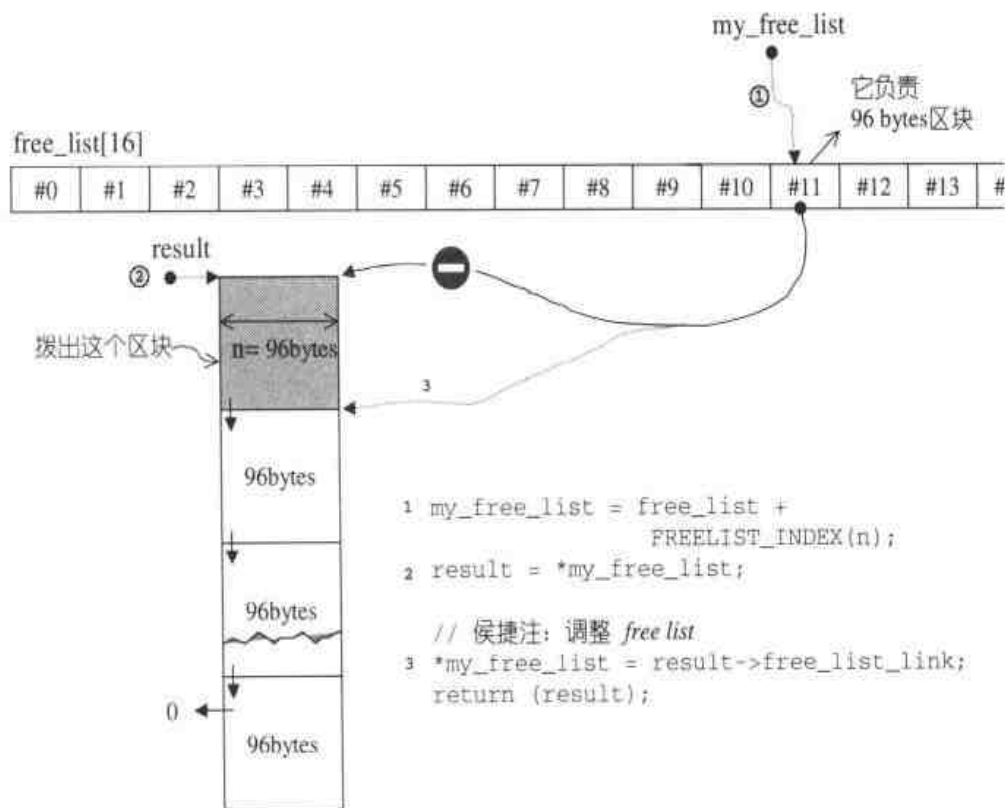 my_free_list
①
它负责
96 bytes区块
free_list[16]
#0 #1 #2 #3 #4 #5 #6 #7 #8 #9 #10 #11 #12 #13 #
result
②
拨出这个区块
n= 96bytes
3
96bytes
96bytes
0
96bytes
1 my_free_list = free_list +
FREELIST_INDEX(n);
2 result = *my_free_list;
// 侯捷注：调整 free list
3 *my_free_list = result->free_list_link;
return (result);